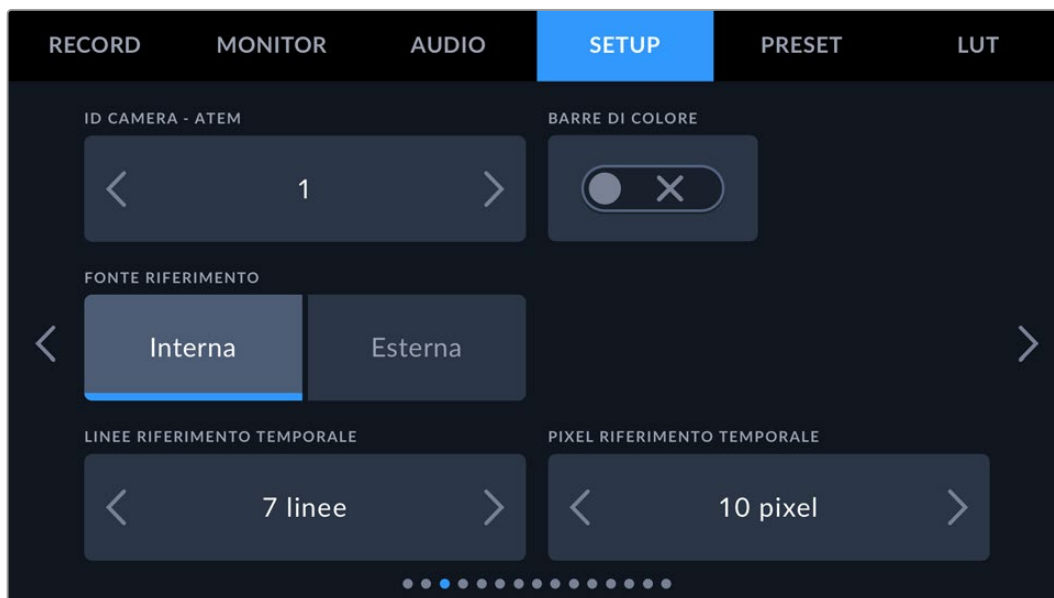 RECORD MONITOR AUDIO SETUP PRESET LUT
ID CAMERA - ATEM BARRE DI COLORE
1
FONTE RIFERIMENTO
Interna Esterna
LINEE RIFERIMENTO TEMPORALE PIXEL RIFERIMENTO TEMPORALE
7 linee 10 pixel